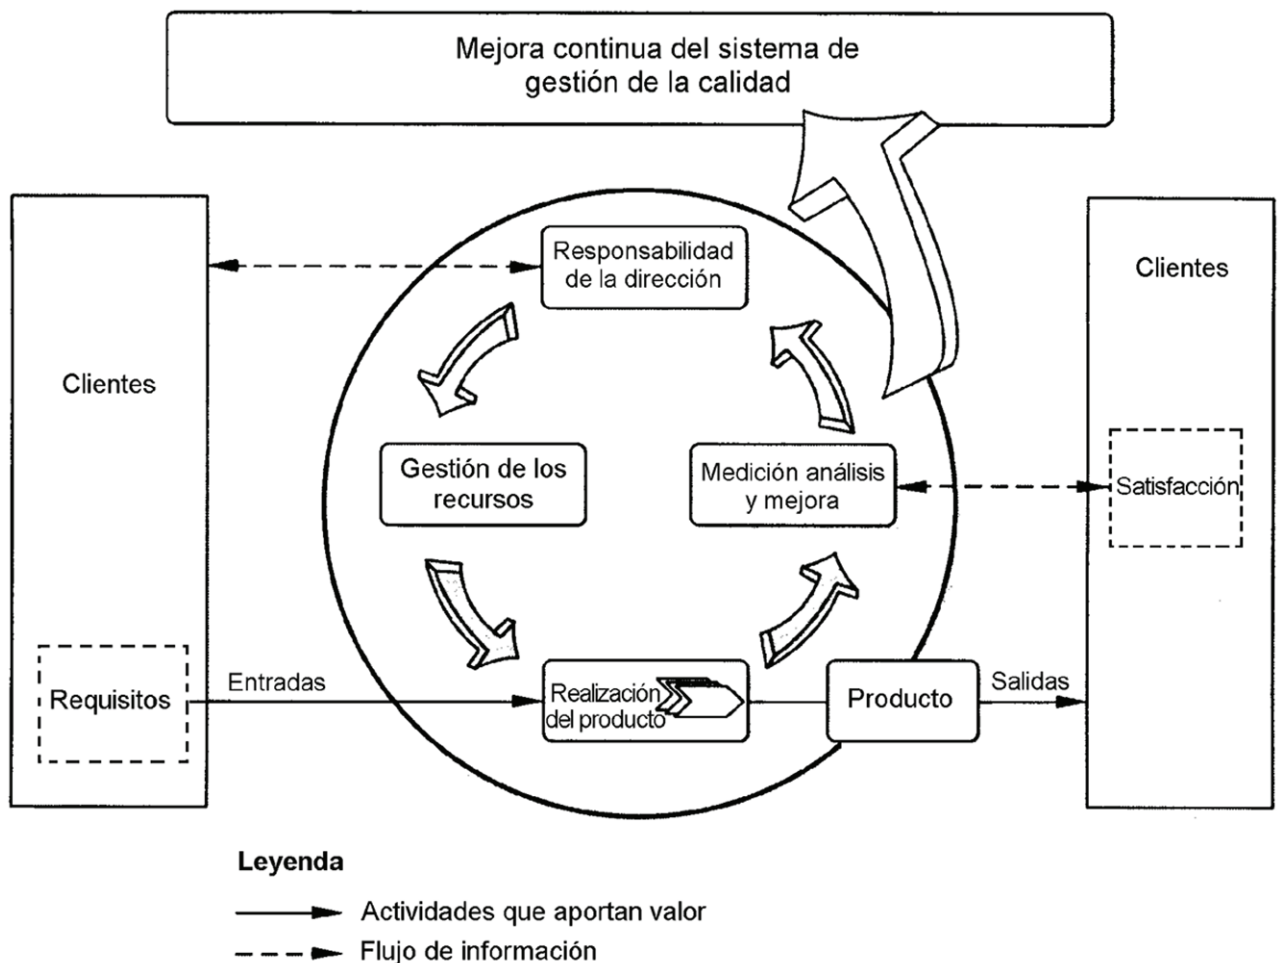 Mejora continua del sistema de
gestión de la calidad
Responsabilidad
de la dirección
Clientes
Clientes
Gestión de los
recursos
Medición análisis
y mejora
Satisfacción
Requisitos
Entradas
Realización
del producto
Producto
Salidas
Leyenda
Actividades que aportan valor
Flujo de información